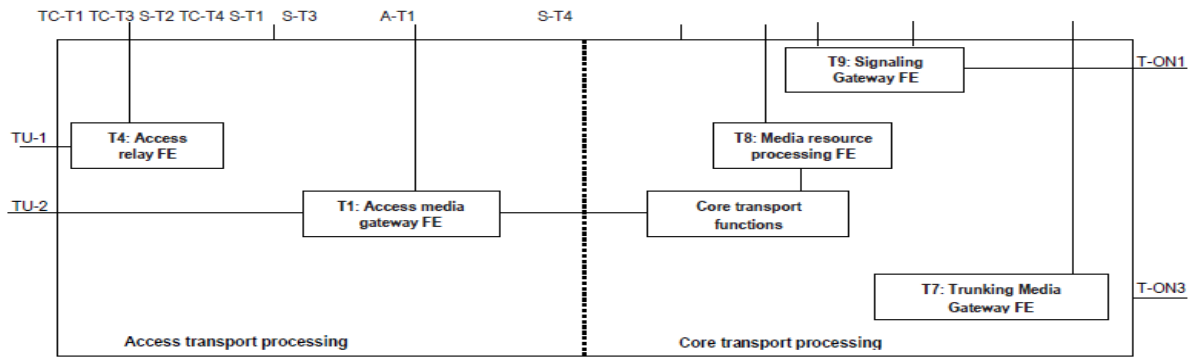 TC-T1 TC-T3 S-T2 TC-T4 S-T1 S-T3 A-T1 S-T4
T9: Signaling
Gateway FE
T-ON1
TU-1
T4: Access
relay FE
T8: Media resource
processing FE
TU-2
T1: Access media
gateway FE
Core transport
functions
T7: Trunking Media
Gateway FE
T-ON3
Access transport processing
Core transport processing